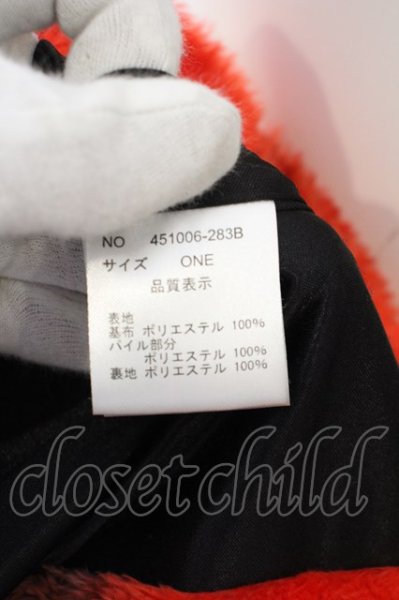 NO 451006-283B
サイズ ONE
品質表示
表地
基布 ポリエステル 100%
パイル部分
ポリエステル 100%
裏地 ポリエステル 100%
closetchild